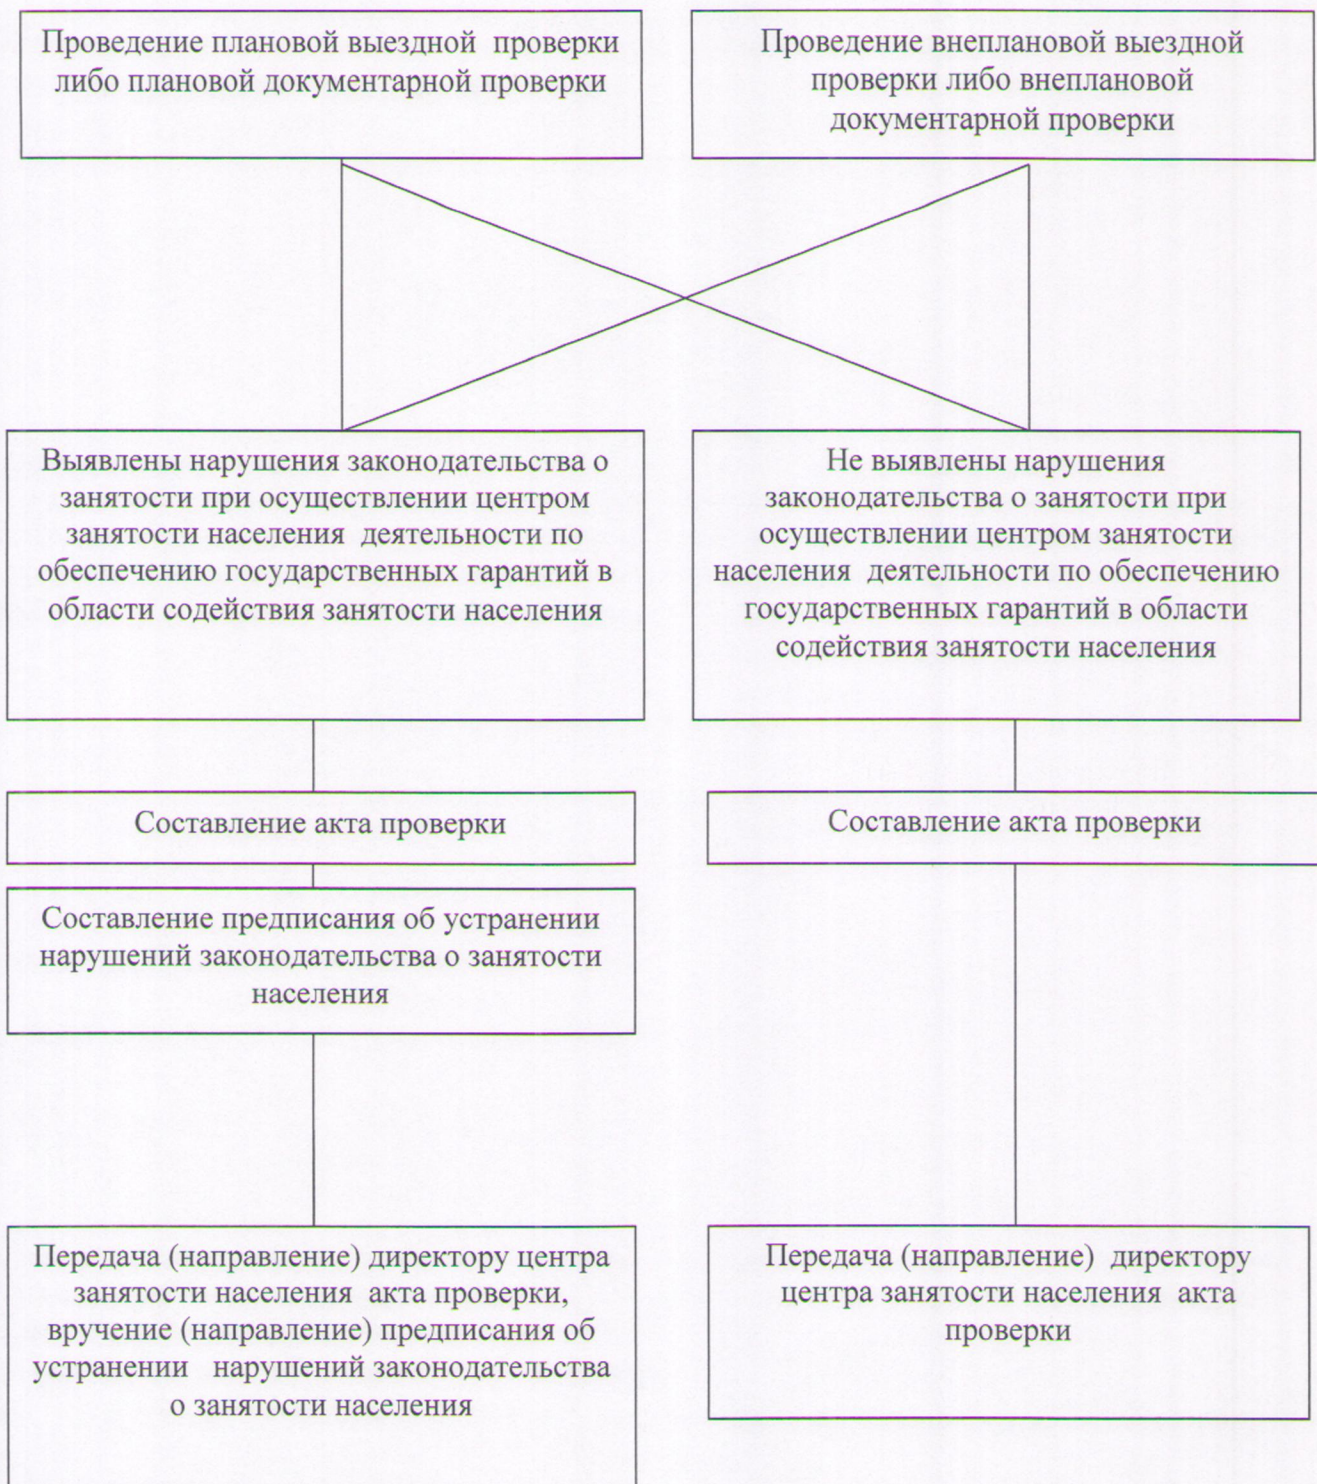 Проведение плановой выездной проверки
либо плановой документарной проверки
Проведение внеплановой выездной
проверки либо внеплановой
документарной проверки
Выявлены нарушения законодательства о
занятости при осуществлении центром
занятости населения деятельности по
обеспечению государственных гарантий в
области содействия занятости населения
Не выявлены нарушения
законодательства о занятости при
осуществлении центром занятости
населения деятельности по обеспечению
государственных гарантий в области
содействия занятости населения
Составление акта проверки
Составление акта проверки
Составление предписания об устранении
нарушений законодательства о занятости
населения
Передача (направление) директору центра
занятости населения акта проверки,
вручение (направление) предписания об
устранении нарушений законодательства
о занятости населения
Передача (направление) директору
центра занятости населения акта
проверки